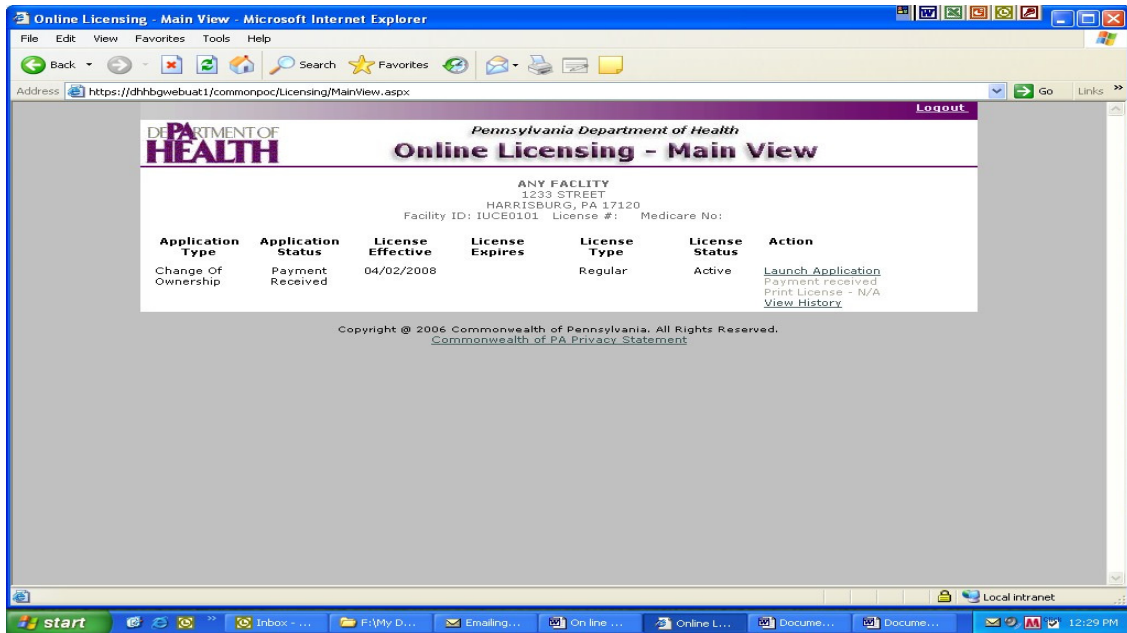 Online Licensing - Main View - Microsoft Internet Explorer
File Edit View Favorites Tools Help
Back Search Favorites
Address https://dhhbgwebuat1/commonpoc/Licensing/MainView.aspx Go Links »
Logout
DEPARTMENT OF
HEALTH
Pennsylvania Department of Health
Online Licensing - Main View
ANY FACLITY
1233 STREET
HARRISBURG, PA 17120
Facility ID: IUCE0101 License #: Medicare No:
Application Type Application Status License Effective License Expires License Type License Status Action
Change Of Ownership Payment Received 04/02/2008 Regular Active Launch Application
Payment received
Print License - N/A
View History
Copyright @ 2006 Commonwealth of Pennsylvania. All Rights Reserved.
Commonwealth of PA Privacy Statement
Local intranet
start » Inbox - ... F:\My D... Emailing... On line ... Online L... Docume... Docume... 12:29 PM